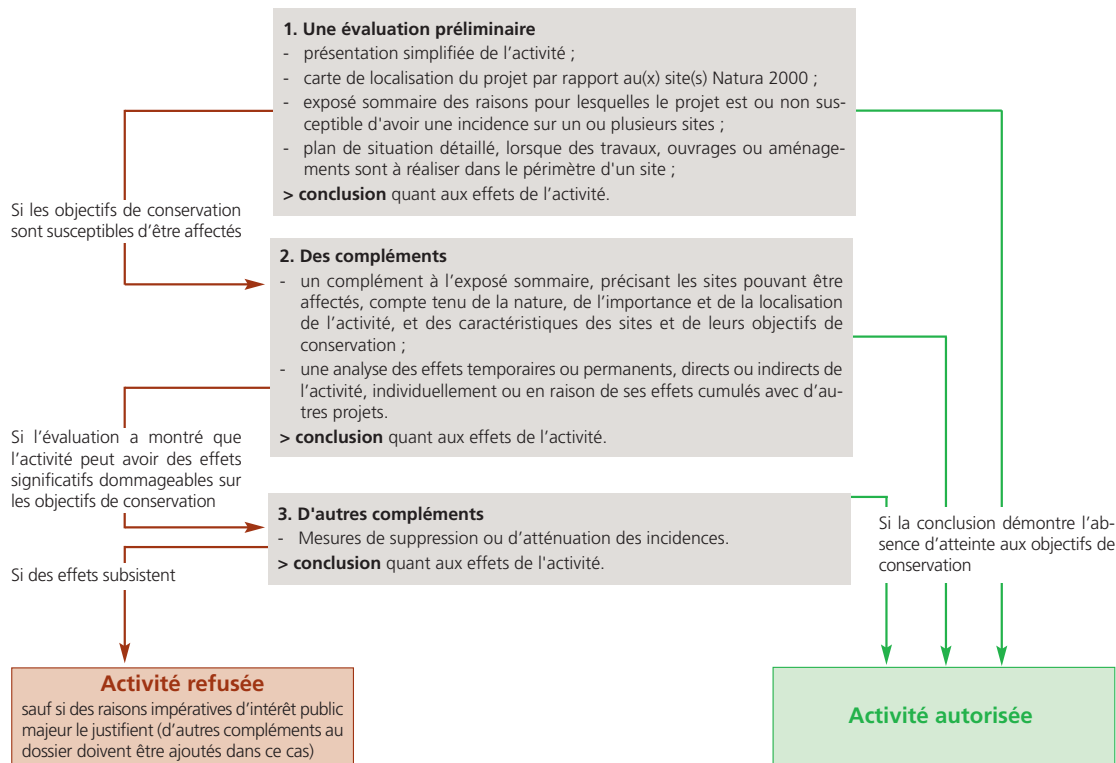 1. Une évaluation préliminaire
- présentation simplifiée de l’activité ;
- carte de localisation du projet par rapport au(x) site(s) Natura 2000 ;
- exposé sommaire des raisons pour lesquelles le projet est ou non sus-
ceptible d'avoir une incidence sur un ou plusieurs sites ;
- plan de situation détaillé, lorsque des travaux, ouvrages ou aménage-
ments sont à réaliser dans le périmètre d'un site ;
> conclusion quant aux effets de l’activité.
Si les objectifs de conservation
sont susceptibles d’être affectés
2. Des compléments
- un complément à l’exposé sommaire, précisant les sites pouvant être
affectés, compte tenu de la nature, de l’importance et de la localisation
de l’activité, et des caractéristiques des sites et de leurs objectifs de
conservation ;
- une analyse des effets temporaires ou permanents, directs ou indirects de
l’activité, individuellement ou en raison de ses effets cumulés avec d’au-
tres projets.
> conclusion quant aux effets de l’activité.
Si l’évaluation a montré que
l’activité peut avoir des effets
significatifs dommageables sur
les objectifs de conservation
3. D'autres compléments
- Mesures de suppression ou d’atténuation des incidences.
> conclusion quant aux effets de l'activité.
Si la conclusion démontre l’ab-
sence d’atteinte aux objectifs de
conservation
Si des effets subsistent
Activité refusée
sauf si des raisons impératives d’intérêt public
majeur le justifient (d’autres compléments au
dossier doivent être ajoutés dans ce cas)
Activité autorisée